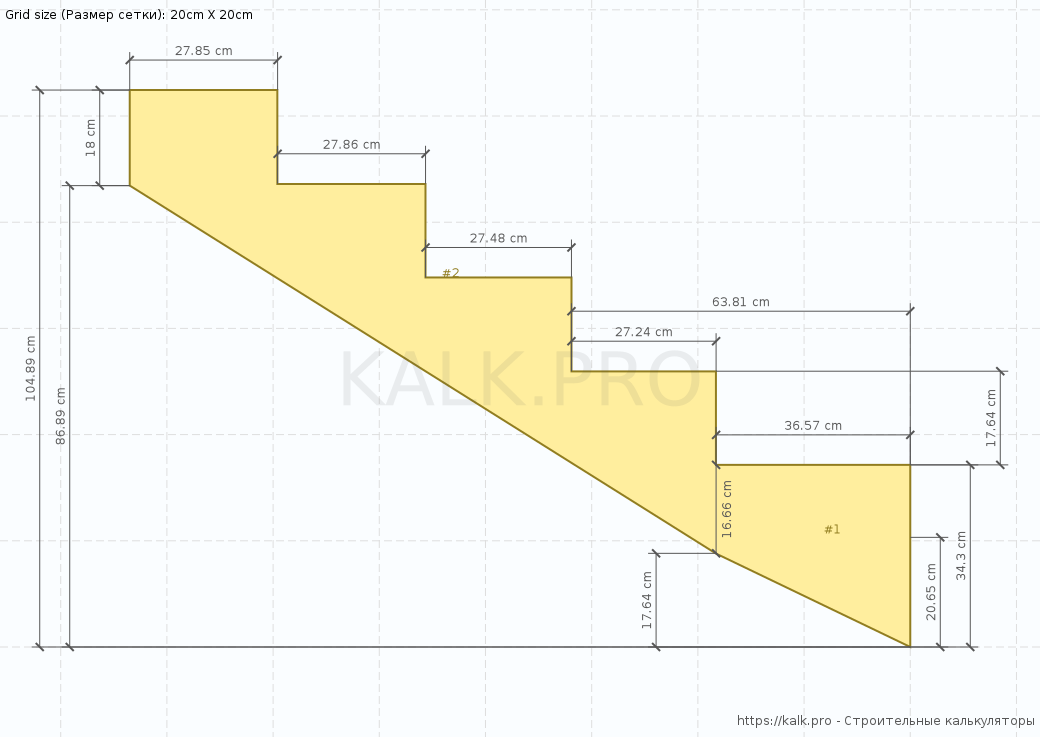 Grid size (Размер сетки): 20cm X 20cm
27.85 cm
18 cm
27.86 cm
27.48 cm
#2
63.81 cm
27.24 cm
104.89 cm
86.89 cm
KALK.PRO
17.64 cm
36.57 cm
16.66 cm
#1
34.3 cm
20.65 cm
17.64 cm
https://kalk.pro - Строительные калькуляторы